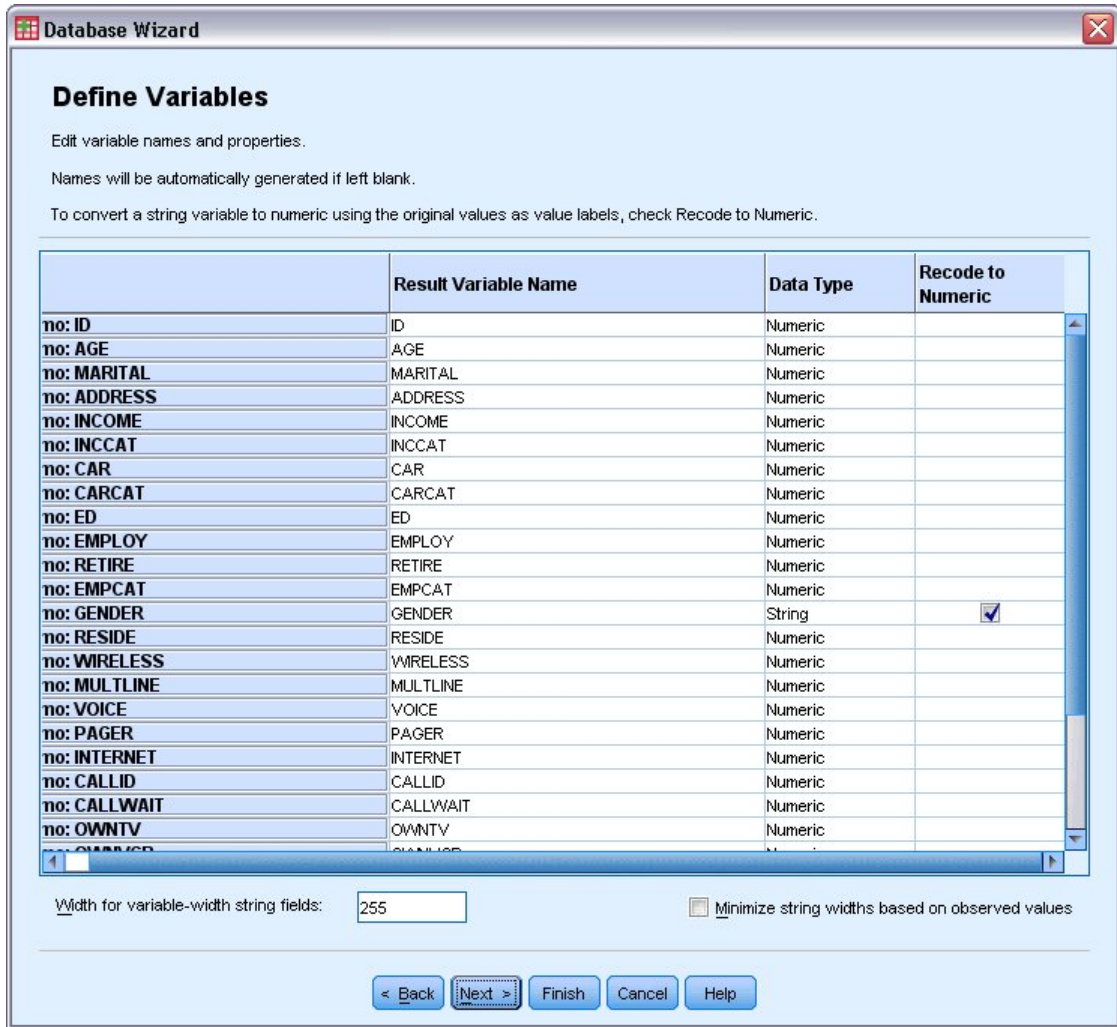 Database Wizard
Define Variables
Edit variable names and properties.
Names will be automatically generated if left blank.
To convert a string variable to numeric using the original values as value labels, check Recode to Numeric.
Result Variable Name Data Type Recode to Numeric
no: ID ID Numeric
no: AGE AGE Numeric
no: MARITAL MARITAL Numeric
no: ADDRESS ADDRESS Numeric
no: INCOME INCOME Numeric
no: INCCAT INCCAT Numeric
no: CAR CAR Numeric
no: CARCAT CARCAT Numeric
no: ED ED Numeric
no: EMPLOY EMPLOY Numeric
no: RETIRE RETIRE Numeric
no: EMPCAT EMPCAT Numeric
no: GENDER GENDER String
no: RESIDE RESIDE Numeric
no: WIRELESS WIRELESS Numeric
no: MULTLINE MULTLINE Numeric
no: VOICE VOICE Numeric
no: PAGER PAGER Numeric
no: INTERNET INTERNET Numeric
no: CALLID CALLID Numeric
no: CALLWAIT CALLWAIT Numeric
no: OWNTV OWNTV Numeric
Width for variable-width string fields: 255 Minimize string widths based on observed values
< Back Next > Finish Cancel Help